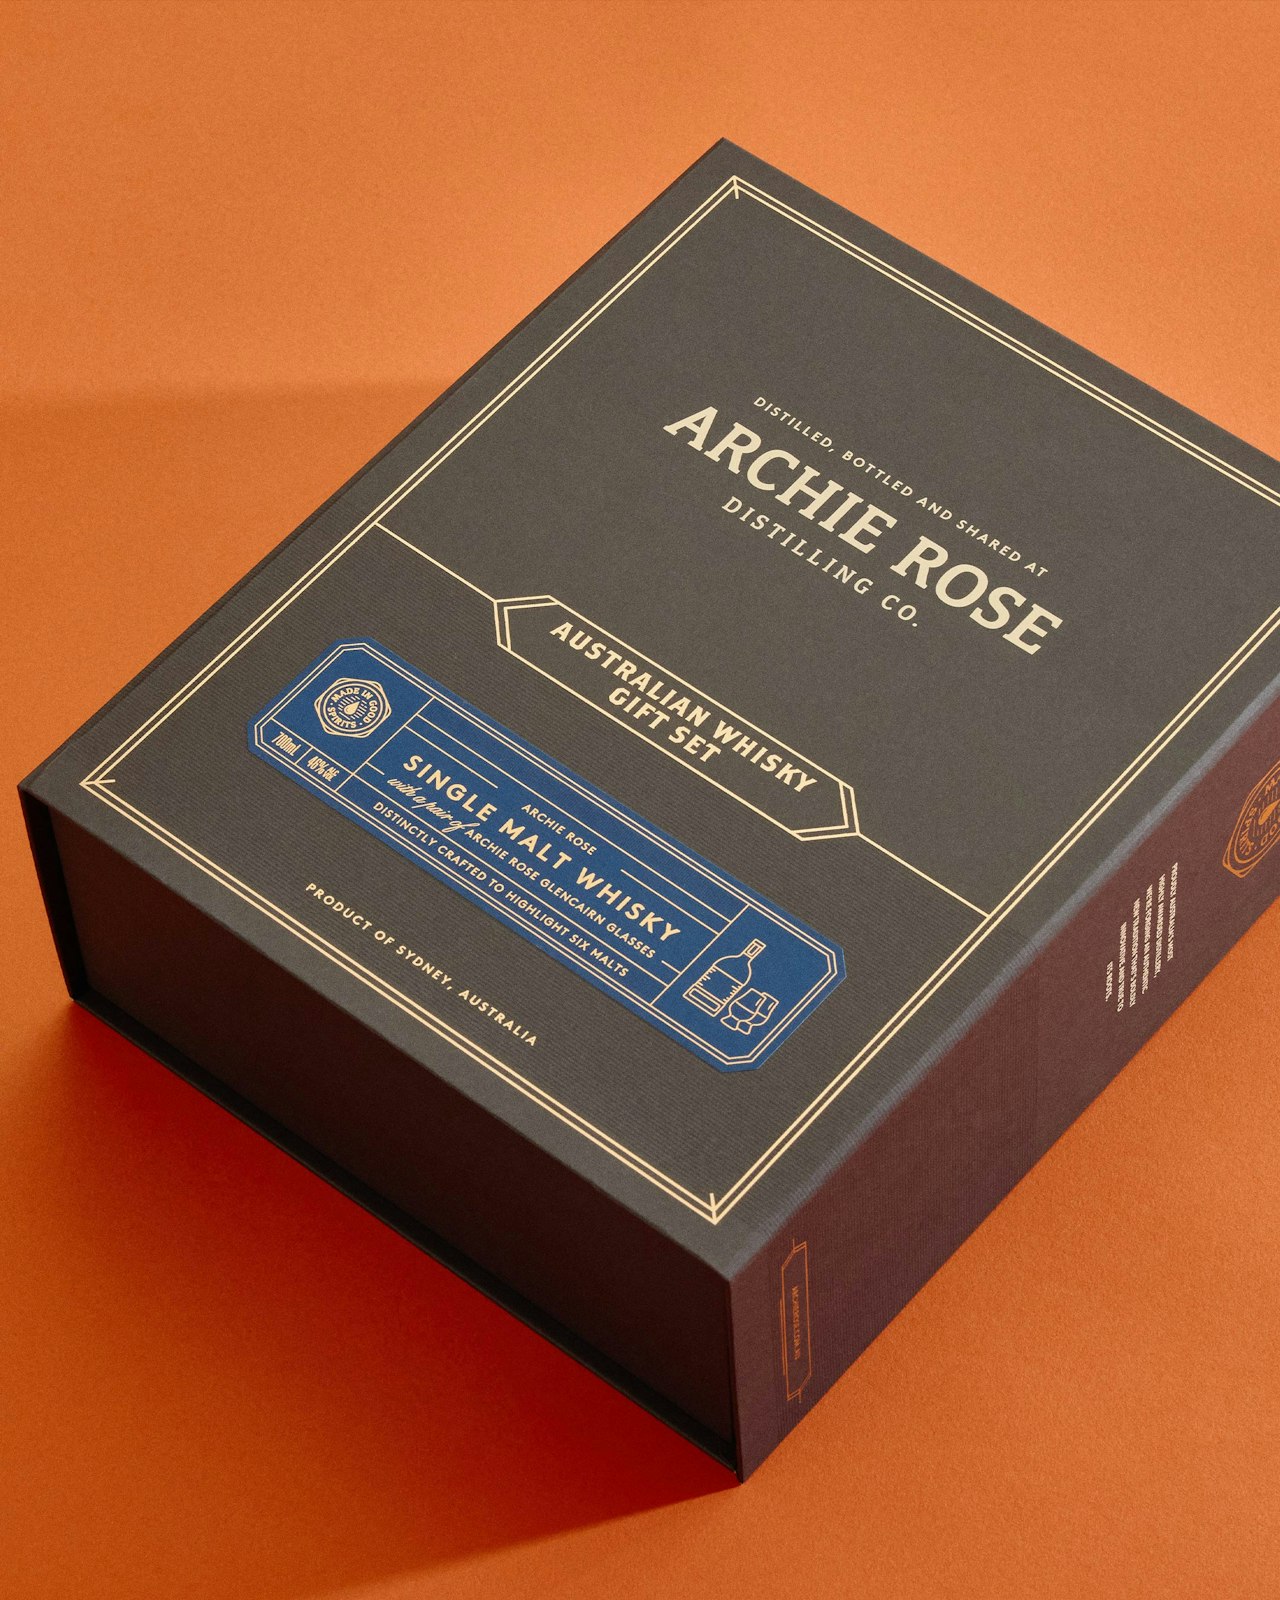 DISTILLED, BOTTLED AND SHARED AT
ARCHIE ROSE
DISTILLING CO.
AUSTRALIAN WHISKY
GIFT SET
MADE IN GOOD SPIRITS
700ml
46%
ARCHIE ROSE
SINGLE MALT WHISKY
with a pair of ARCHIE ROSE GLENCAIRN GLASSES
DISTINCTLY CRAFTED TO HIGHLIGHT SIX MALTS
PRODUCT OF SYDNEY, AUSTRALIA